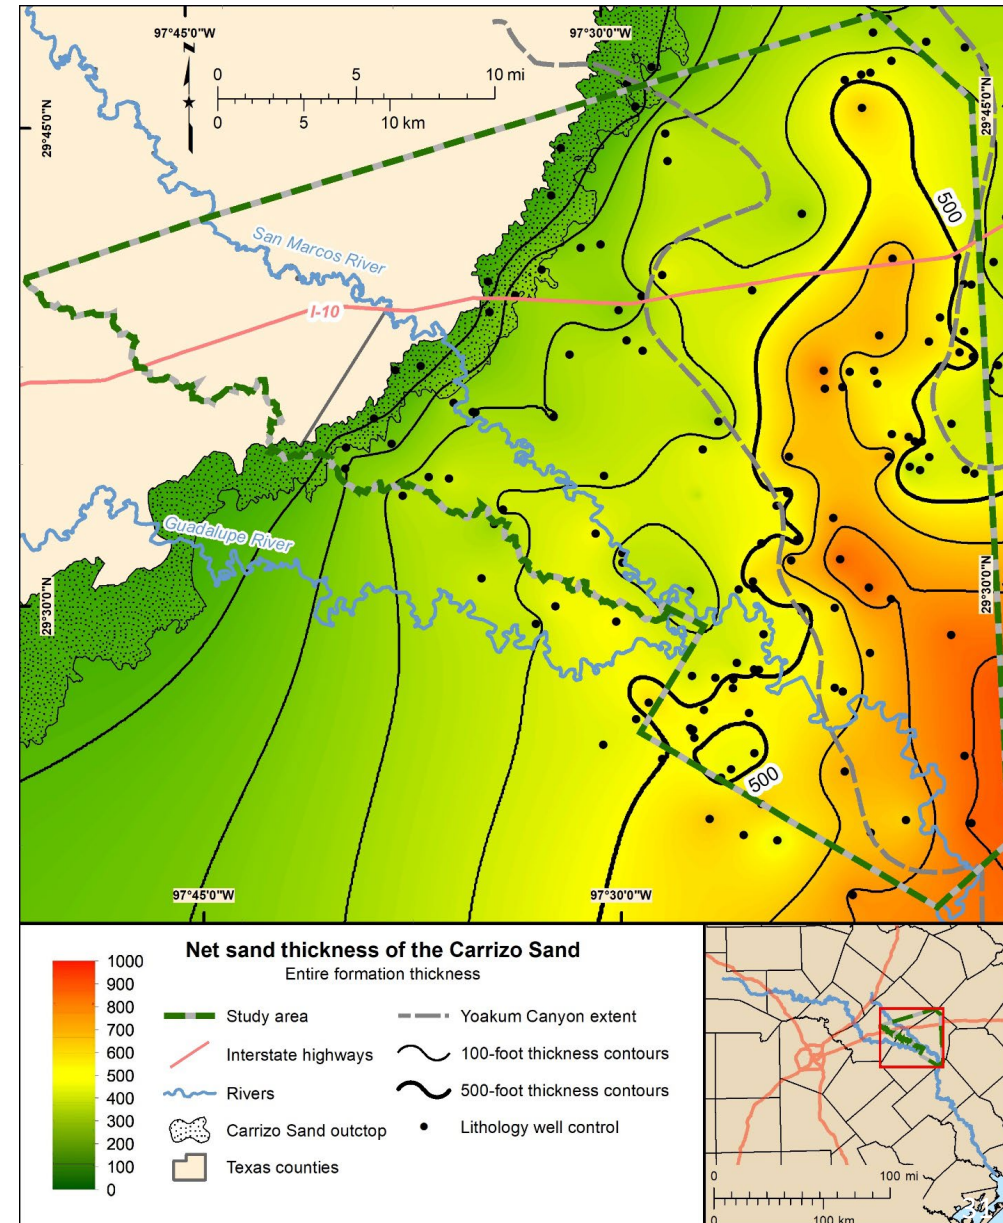 97°45'0"W
97°30'0"W
N
0 5 10 mi
0 5 10 km
29°45'0"N
29°45'0"N
500
San Marcos River
I-10
Guadalupe River
29°30'0"N
29°30'0"N
500
97°45'0"W
97°30'0"W
Net sand thickness of the Carrizo Sand
Entire formation thickness
1000
900
800
700
600
500
400
300
200
100
0
Study area
Interstate highways
Rivers
Carrizo Sand outctop
Texas counties
Yoakum Canyon extent
100-foot thickness contours
500-foot thickness contours
Lithology well control
0 100 mi
0 100 km